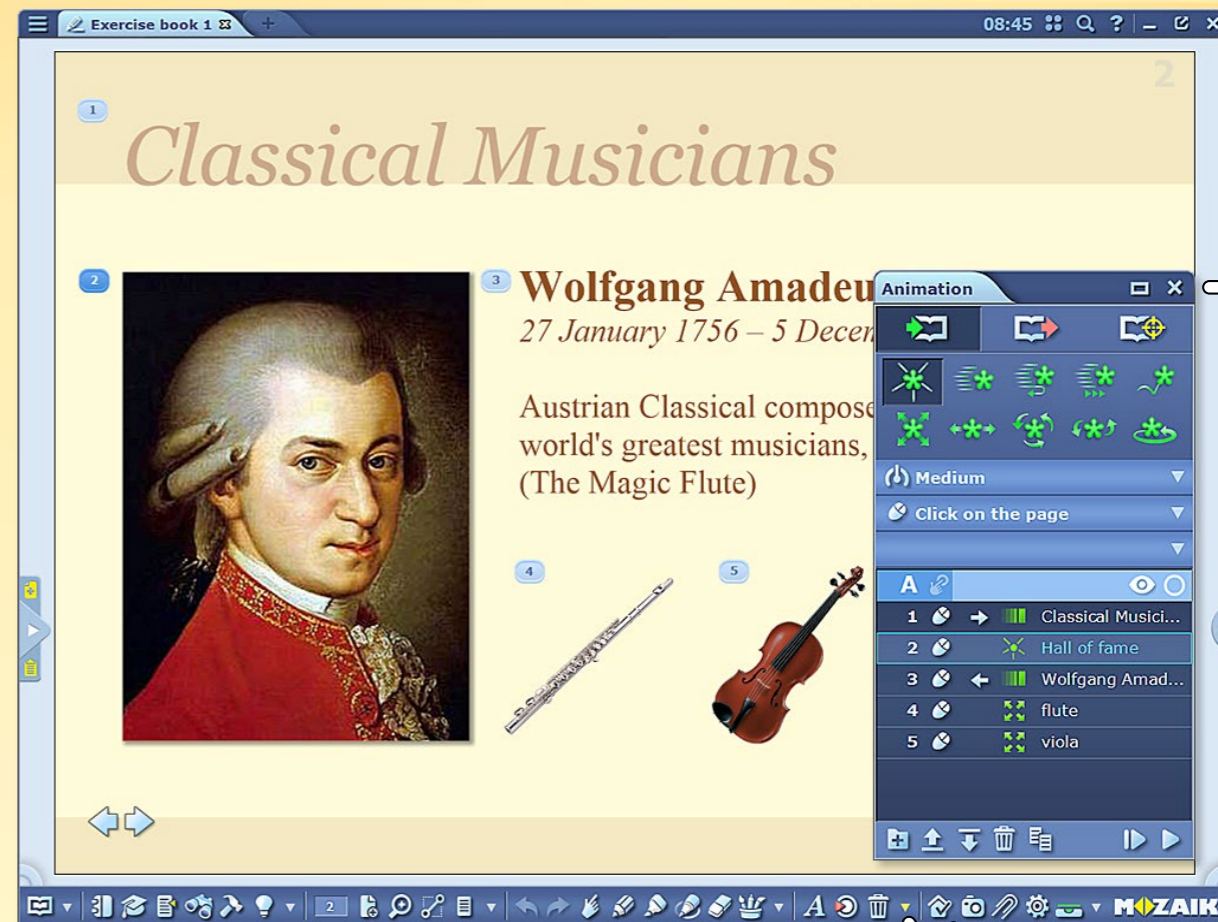 Exercise book 1
08:45
2
1
Classical Musicians
2
3
Wolfgang Amadeu
27 January 1756 – 5 Decem
Austrian Classical compose
world's greatest musicians,
(The Magic Flute)
4
5
Animation
Medium
Click on the page
A
1 Classical Musici...
2 Hall of fame
3 Wolfgang Amad...
4 flute
5 viola
2
A
MOZAIK